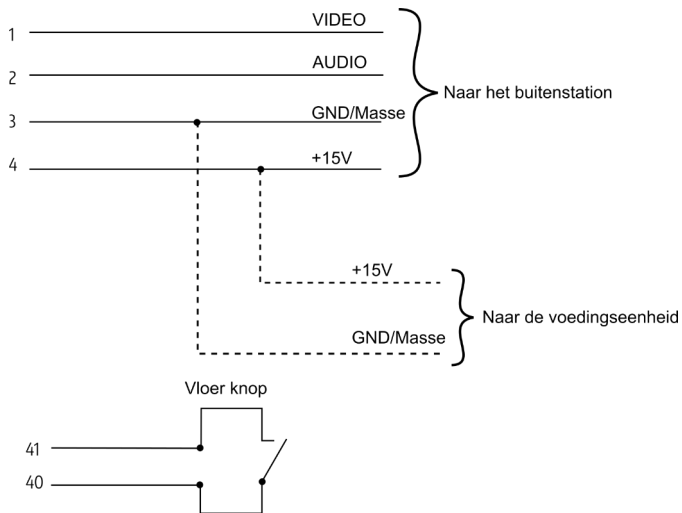 1 VIDEO
2 AUDIO
Naar het buitenstation
3 GND/Masse
4 +15V
+15V
Naar de voedingseenheid
GND/Masse
Vloer knop
41
40